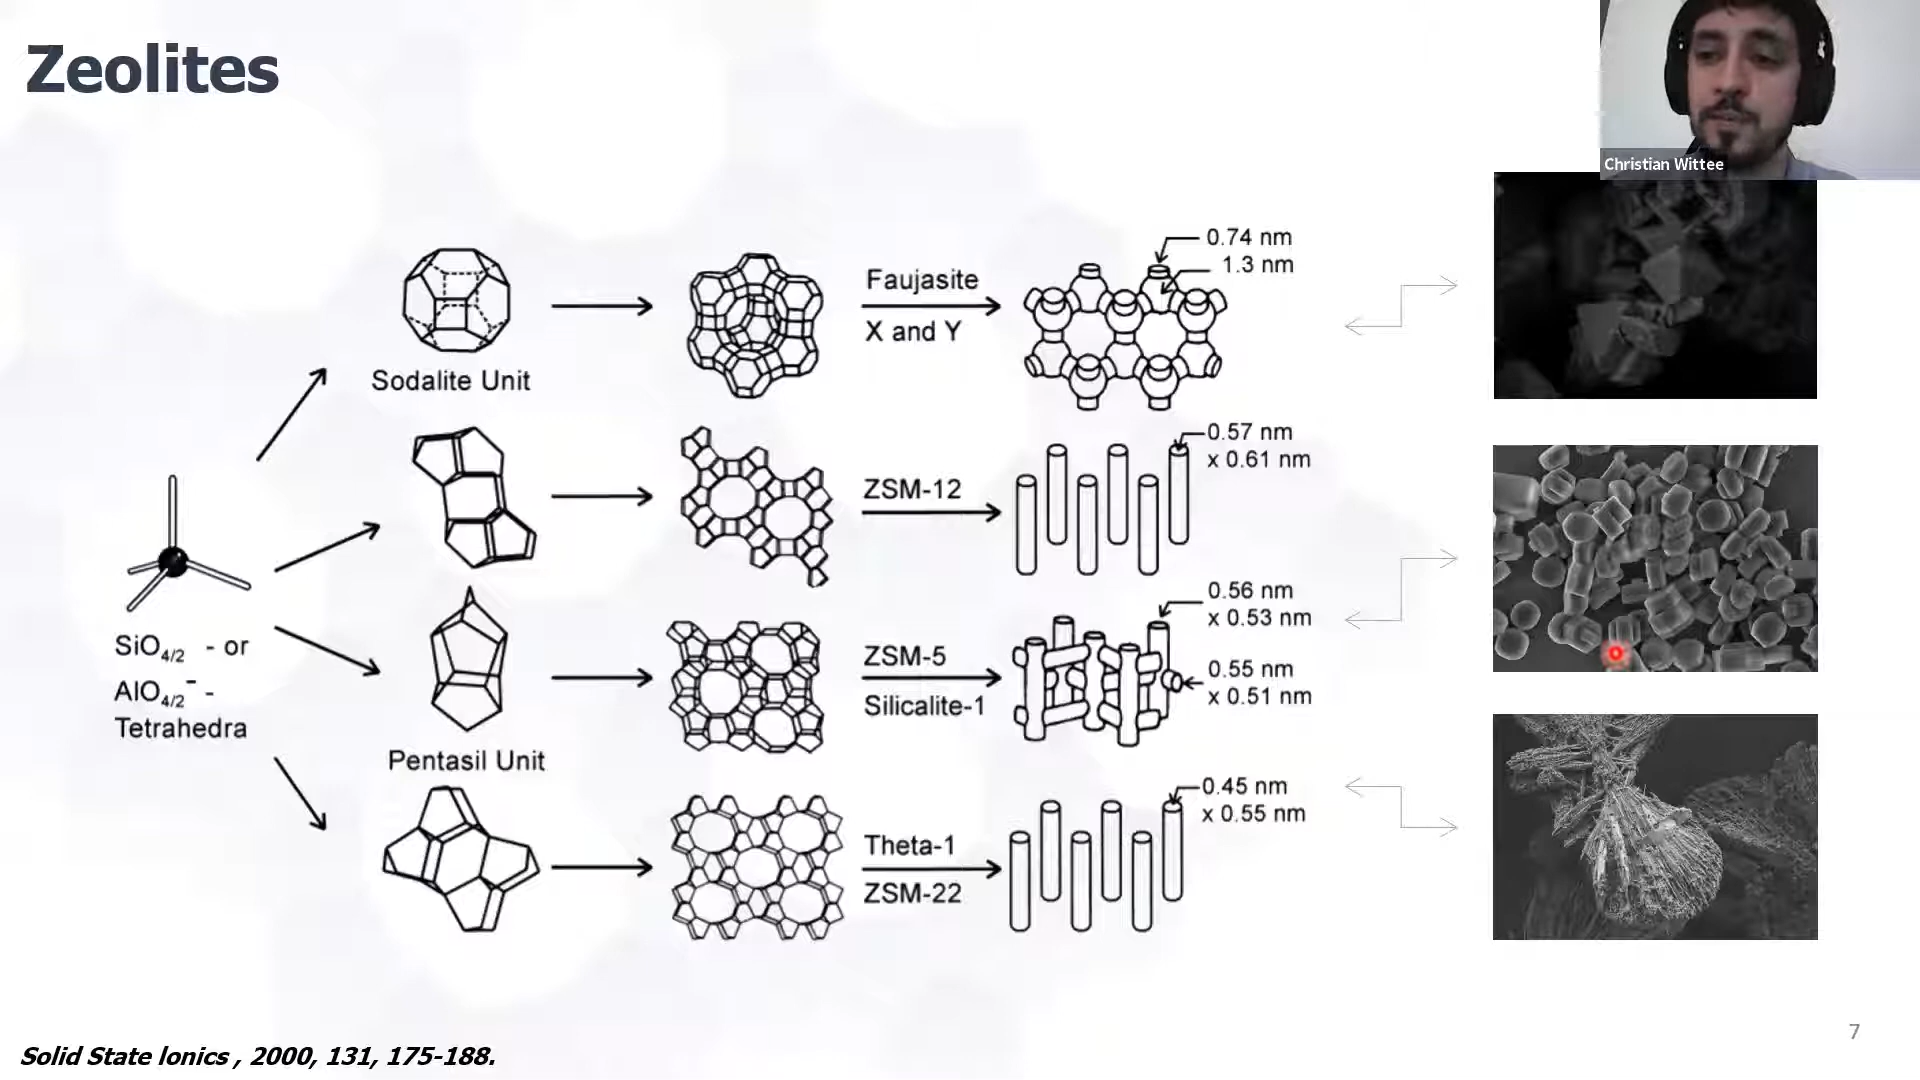 Zeolites
Christian Wittee
0.74 nm
1.3 nm
Faujasite
X and Y
Sodalite Unit
0.57 nm
x 0.61 nm
ZSM-12
0.56 nm
x 0.53 nm
ZSM-5
Silicalite-1
0.55 nm
x 0.51 nm
SiO4/2 - or
AlO4/2⁻ -
Tetrahedra
Pentasil Unit
0.45 nm
x 0.55 nm
Theta-1
ZSM-22
7
Solid State Ionics , 2000, 131, 175-188.